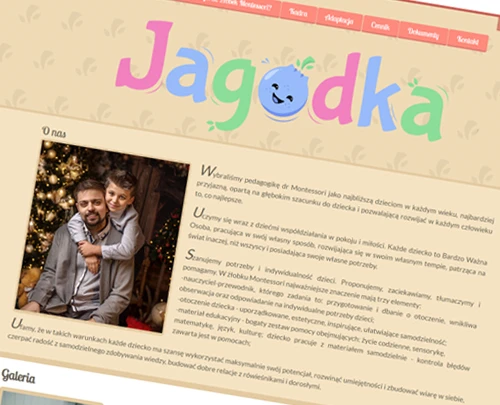 Żłobek Montessori? Kadra Adaptacja Cennik Dokumenty Kontakt
Jagodka
O nas
Wybraliśmy pedagogikę dr Montessori jako najbliższą dzieciom w każdym wieku, najbardziej
przyjazną, opartą na głębokim szacunku do dziecka i pozwalającą rozwijać w każdym człowieku
to, co najlepsze.
Uczymy się wraz z dziećmi współdziałania w pokoju i miłości. Każde dziecko to Bardzo Ważna
Osoba, pracująca w swój własny sposób, rozwijająca się w swoim własnym tempie, patrząca na
świat inaczej, niż wszyscy i posiadająca swoje własne potrzeby.
Szanujemy potrzeby i indywidualność dzieci. Proponujemy, zaciekawiamy, tłumaczymy i
pomagamy. W żłobku Montessori najważniejsze znaczenie mają trzy elementy:
-nauczyciel-przewodnik, którego zadania to: przygotowanie i dbanie o otoczenie, wnikliwa
obserwacja oraz odpowiadanie na indywidualne potrzeby dzieci;
-otoczenie dziecka - uporządkowane, estetyczne, inspirujące, ułatwiające samodzielność;
-materiał edukacyjny - bogaty zestaw pomocy obejmujących: życie codzienne, sensorykę,
matematykę, język, kulturę; dziecko pracuje z materiałem samodzielnie - kontrola błędów
zawarta jest w pomocach;
Ufamy, że w takich warunkach każde dziecko ma szansę wykorzystać maksymalnie swój potencjał, rozwinąć umiejętności i zbudować wiarę w siebie,
czerpać radość z samodzielnego zdobywania wiedzy, budować dobre relacje z rówieśnikami i dorosłymi.
Galeria